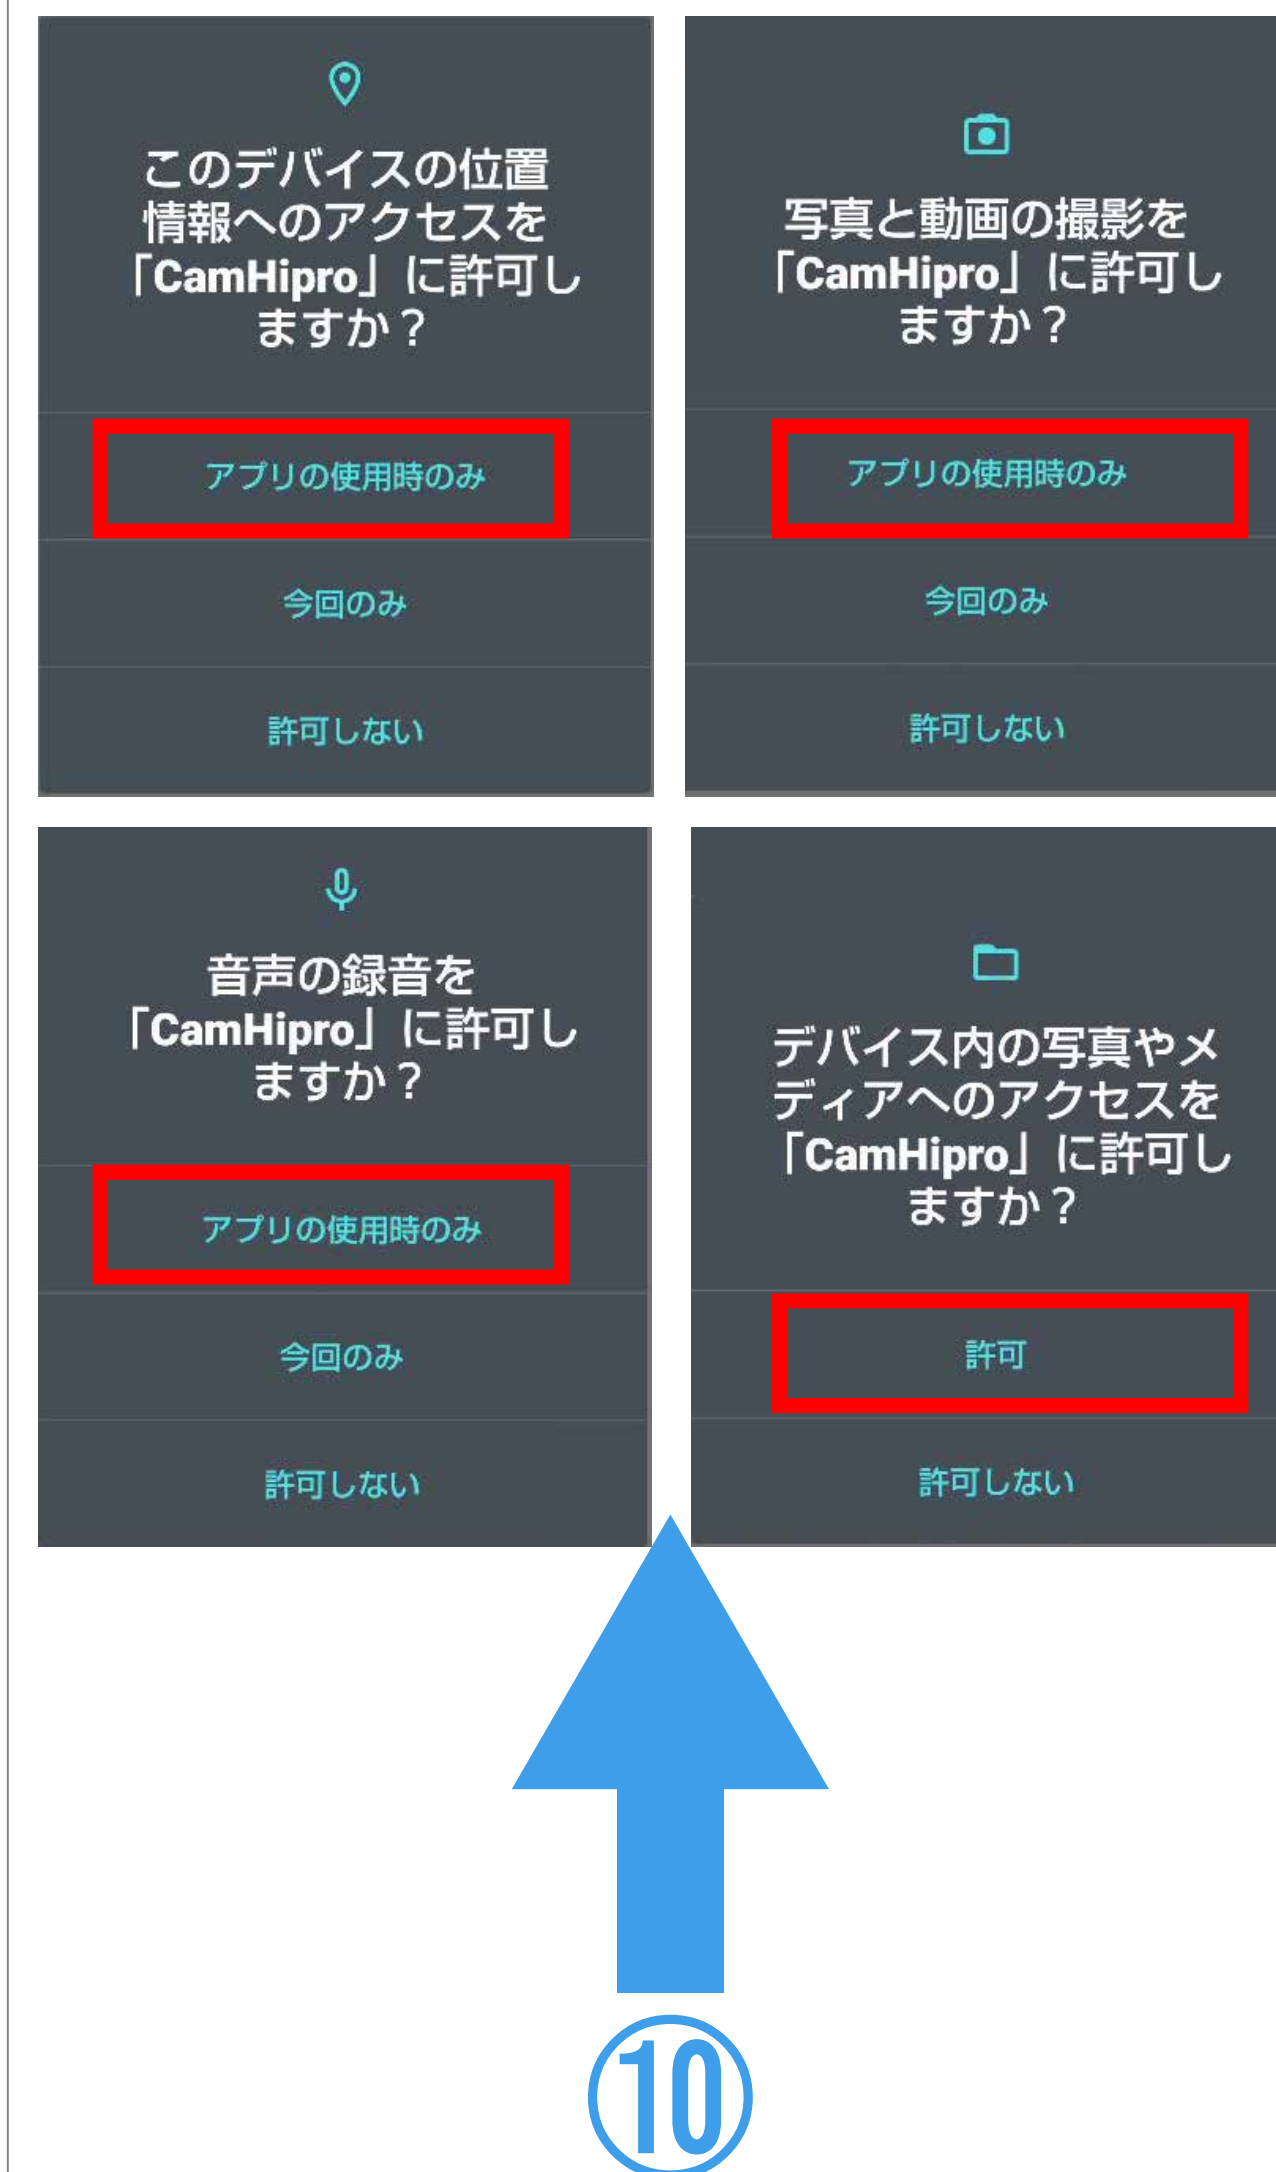 このデバイスの位置
情報へのアクセスを
「CamHipro」に許可し
ますか？
アプリの使用時のみ
今回のみ
許可しない
写真と動画の撮影を
「CamHipro」に許可し
ますか？
アプリの使用時のみ
今回のみ
許可しない
音声の録音を
「CamHipro」に許可し
ますか？
アプリの使用時のみ
今回のみ
許可しない
デバイス内の写真やメ
ディアへのアクセスを
「CamHipro」に許可し
ますか？
許可
許可しない
⑩